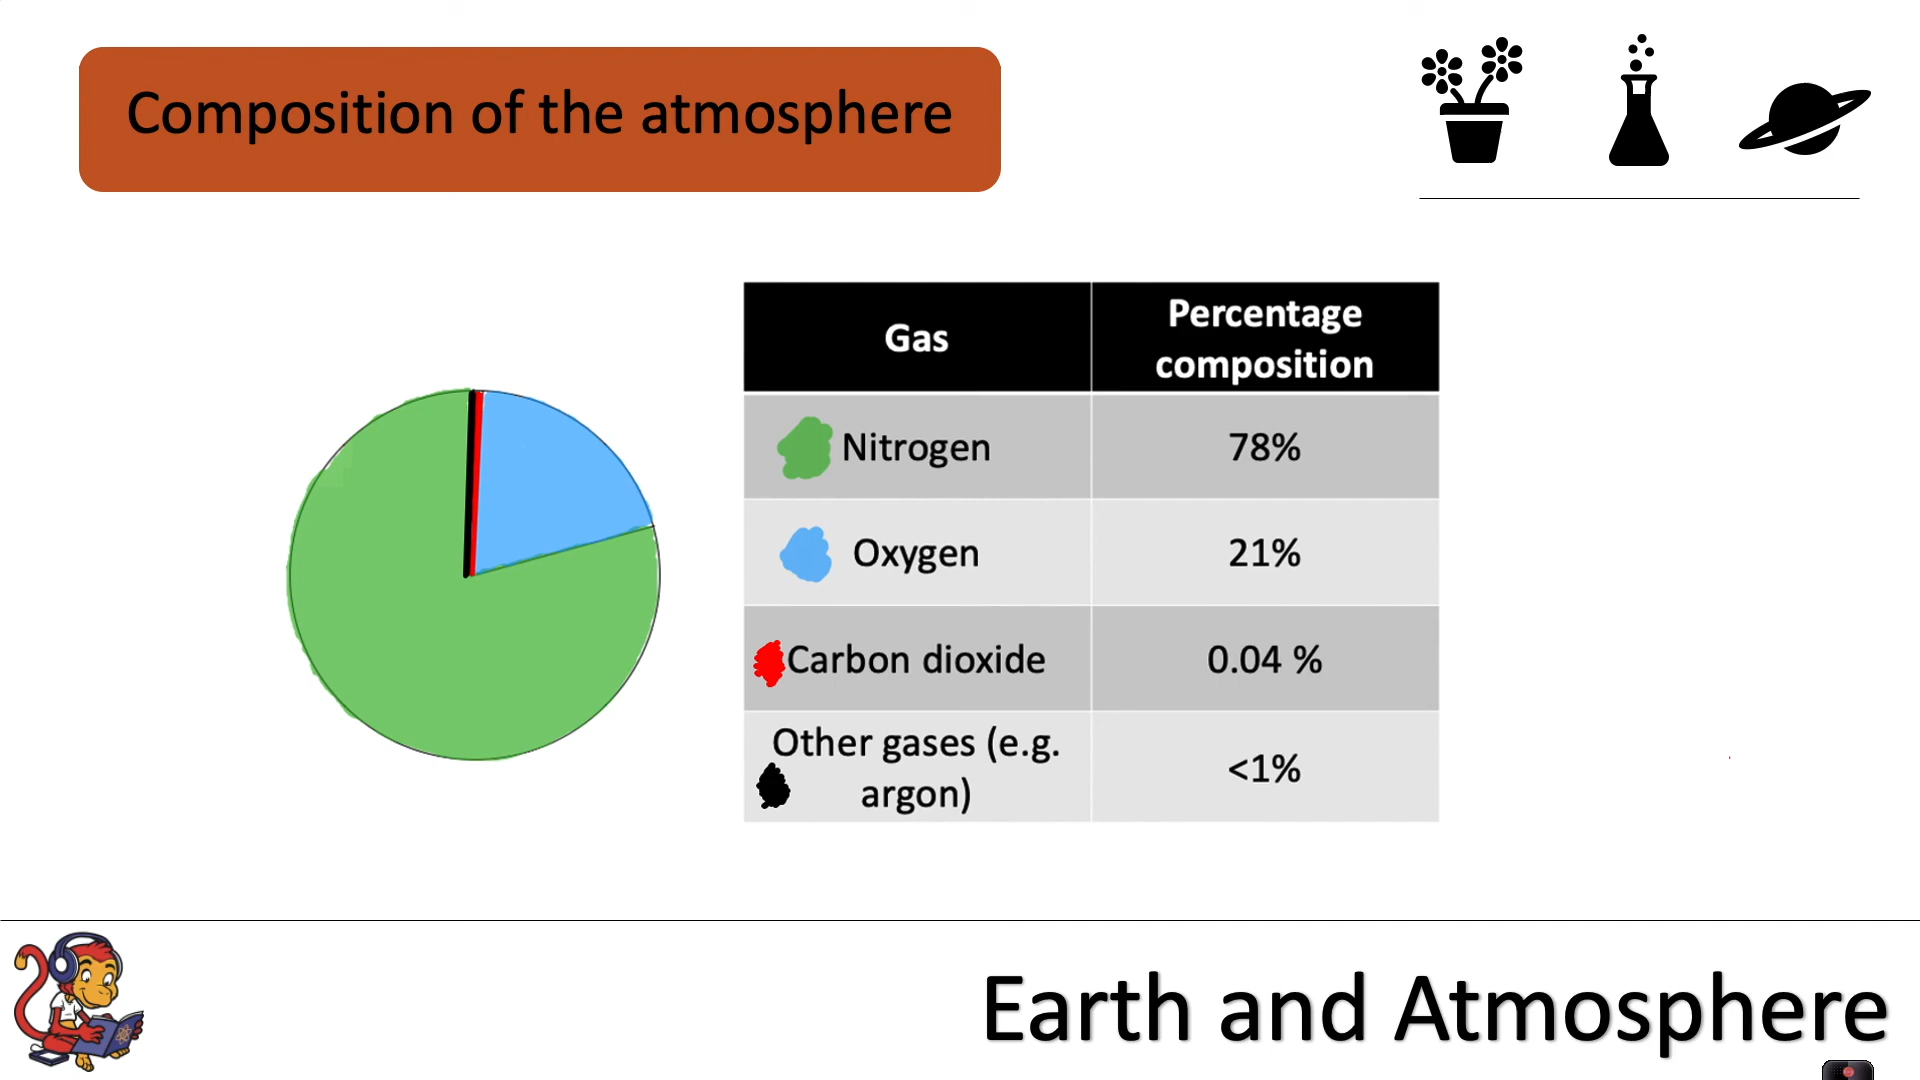 Composition of the atmosphere
Gas
Percentage
composition
Nitrogen
78%
Oxygen
21%
Carbon dioxide
0.04 %
Other gases (e.g.
argon)
<1%
Earth and Atmosphere